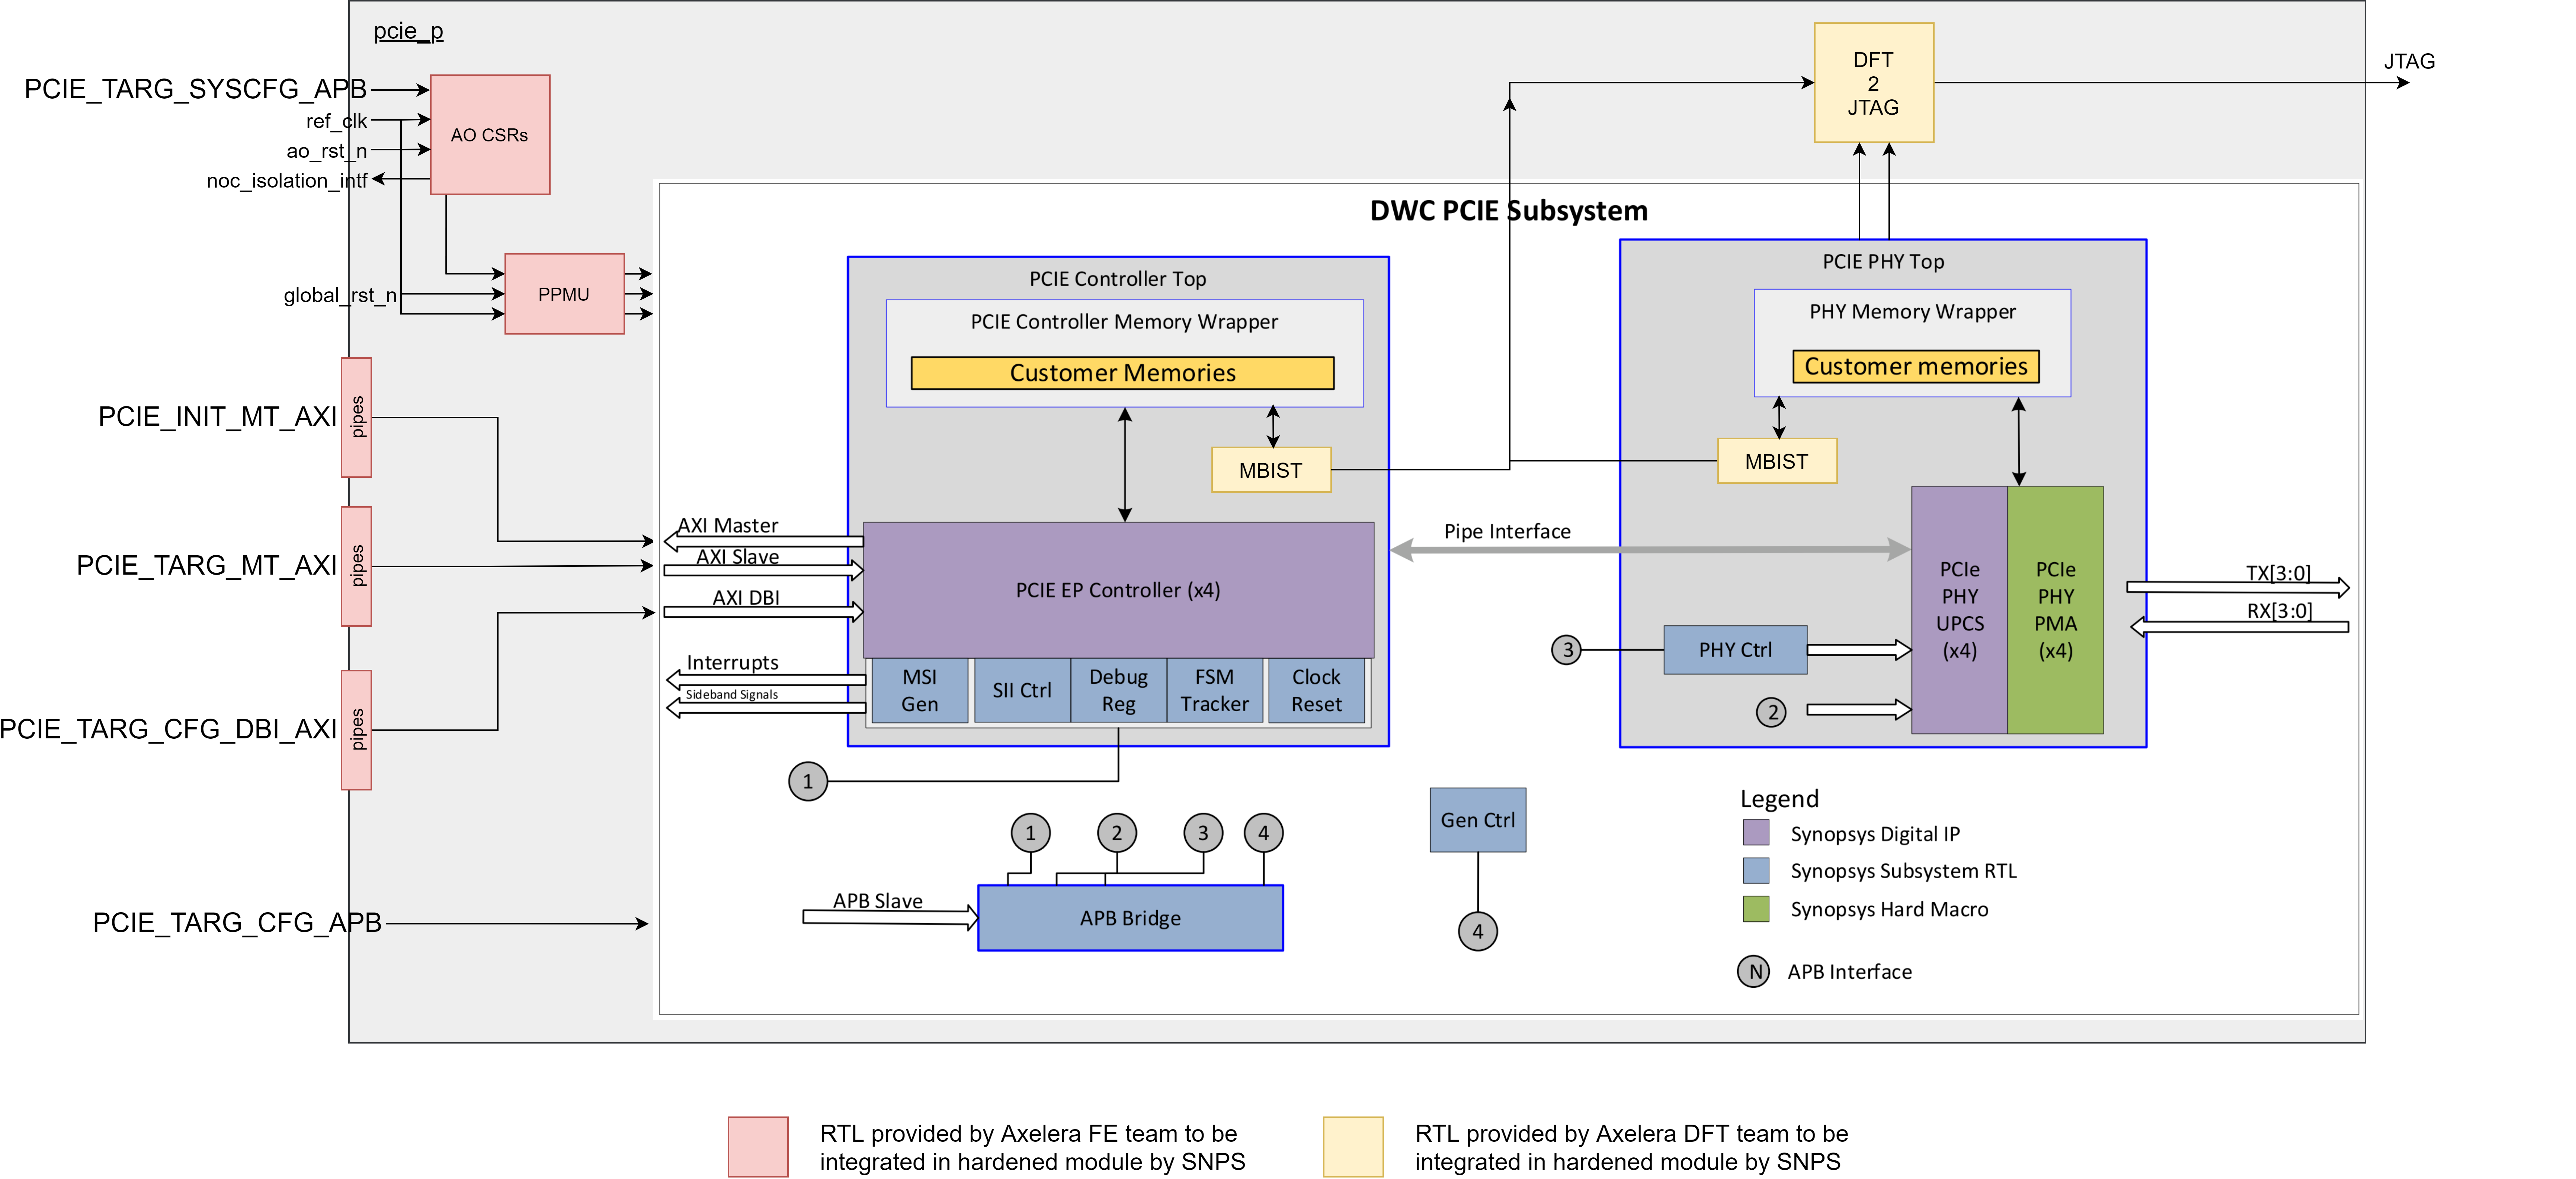 pcie_p
PCIE_TARG_SYSCFG_APB
ref_clk
ao_rst_n
noc_isolation_intf
AO CSRs
global_rst_n
PPMU
DFT
2
JTAG
JTAG
DWC PCIE Subsystem
PCIE Controller Top
PCIE Controller Memory Wrapper
Customer Memories
MBIST
PCIE PHY Top
PHY Memory Wrapper
Customer memories
MBIST
PCIE_INIT_MT_AXI
pipes
PCIE_TARG_MT_AXI
pipes
PCIE_TARG_CFG_DBI_AXI
pipes
PCIE_TARG_CFG_APB
AXI Master
AXI Slave
AXI DBI
Interrupts
Sideband Signals
PCIE EP Controller (x4)
MSI
Gen
SII Ctrl
Debug
Reg
FSM
Tracker
Clock
Reset
Pipe Interface
PCIe
PHY
UPCS
(x4)
PCIe
PHY
PMA
(x4)
TX[3:0]
RX[3:0]
3
PHY Ctrl
2
1
1
2
3
4
APB Slave
APB Bridge
Gen Ctrl
4
Legend
Synopsys Digital IP
Synopsys Subsystem RTL
Synopsys Hard Macro
N
APB Interface
RTL provided by Axelera FE team to be
integrated in hardened module by SNPS
RTL provided by Axelera DFT team to be
integrated in hardened module by SNPS